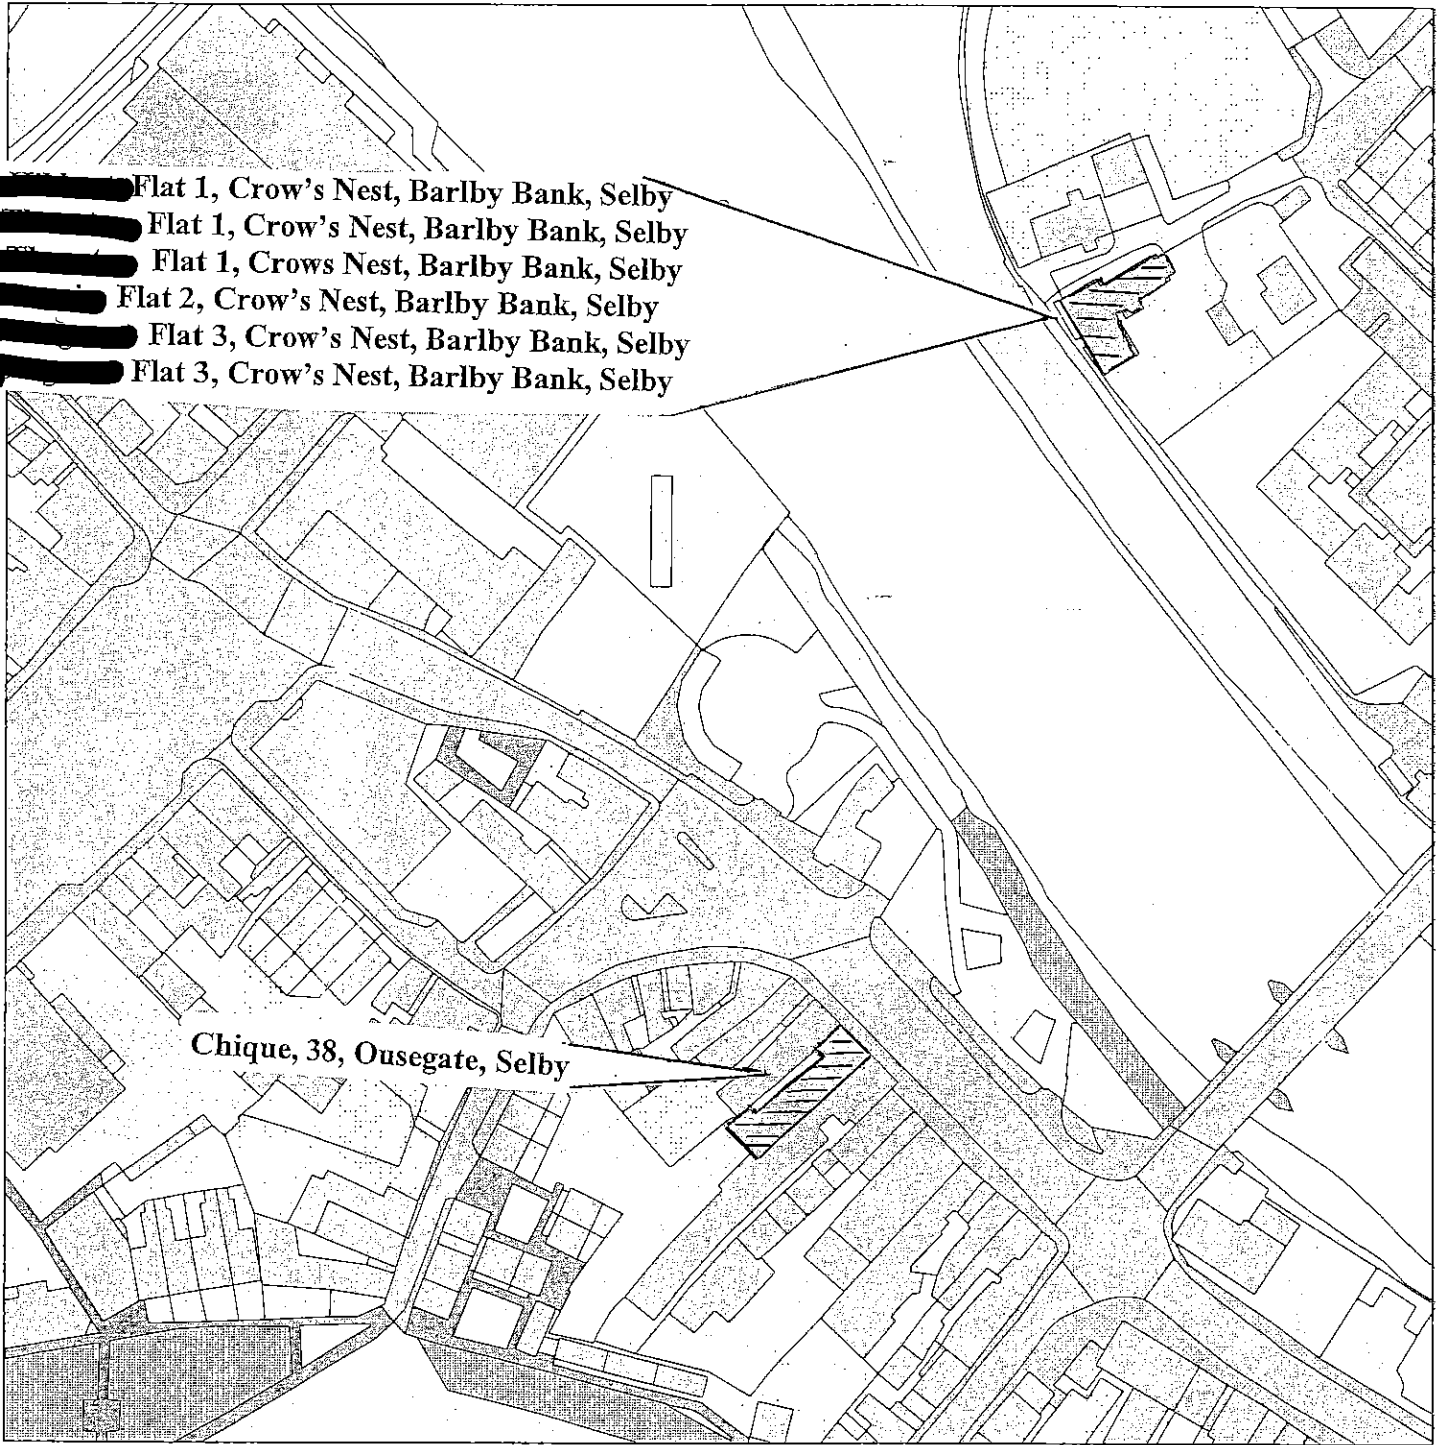 Flat 1, Crow's Nest, Barlby Bank, Selby
Flat 1, Crow's Nest, Barlby Bank, Selby
Flat 1, Crows Nest, Barlby Bank, Selby
Flat 2, Crow's Nest, Barlby Bank, Selby
Flat 3, Crow's Nest, Barlby Bank, Selby
Flat 3, Crow's Nest, Barlby Bank, Selby
Chique, 38, Ousegate, Selby